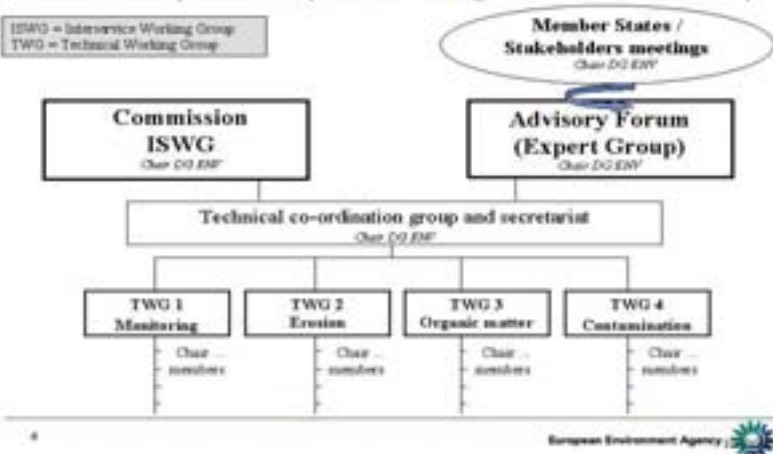 ISWG = Interservice Working Group
TWG = Technical Working Group
Member States /
Stakeholders meetings
Chair DG ENV
Commission
ISWG
Chair DG ENV
Advisory Forum
(Expert Group)
Chair DG ENV
Technical co-ordination group and secretariat
Chair DG ENV
TWG 1
Monitoring
TWG 2
Erosion
TWG 3
Organic matter
TWG 4
Contamination
Chair ...
members
Chair ...
members
Chair ...
members
Chair ...
members
European Environment Agency